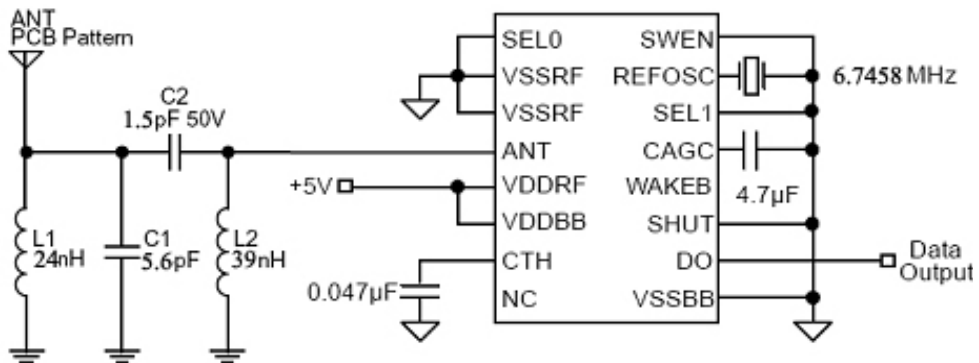 ANT
PCB Pattern
C2
1.5pF 50V
L1
24nH
C1
5.6pF
L2
39nH
+5V
0.047µF
SEL0
VSSRF
VSSRF
ANT
VDDRF
VDDBB
CTH
NC
SWEN
REFOSC
SEL1
CAGC
WAKEB
SHUT
DO
VSSBB
6.7458 MHz
4.7µF
Data
Output